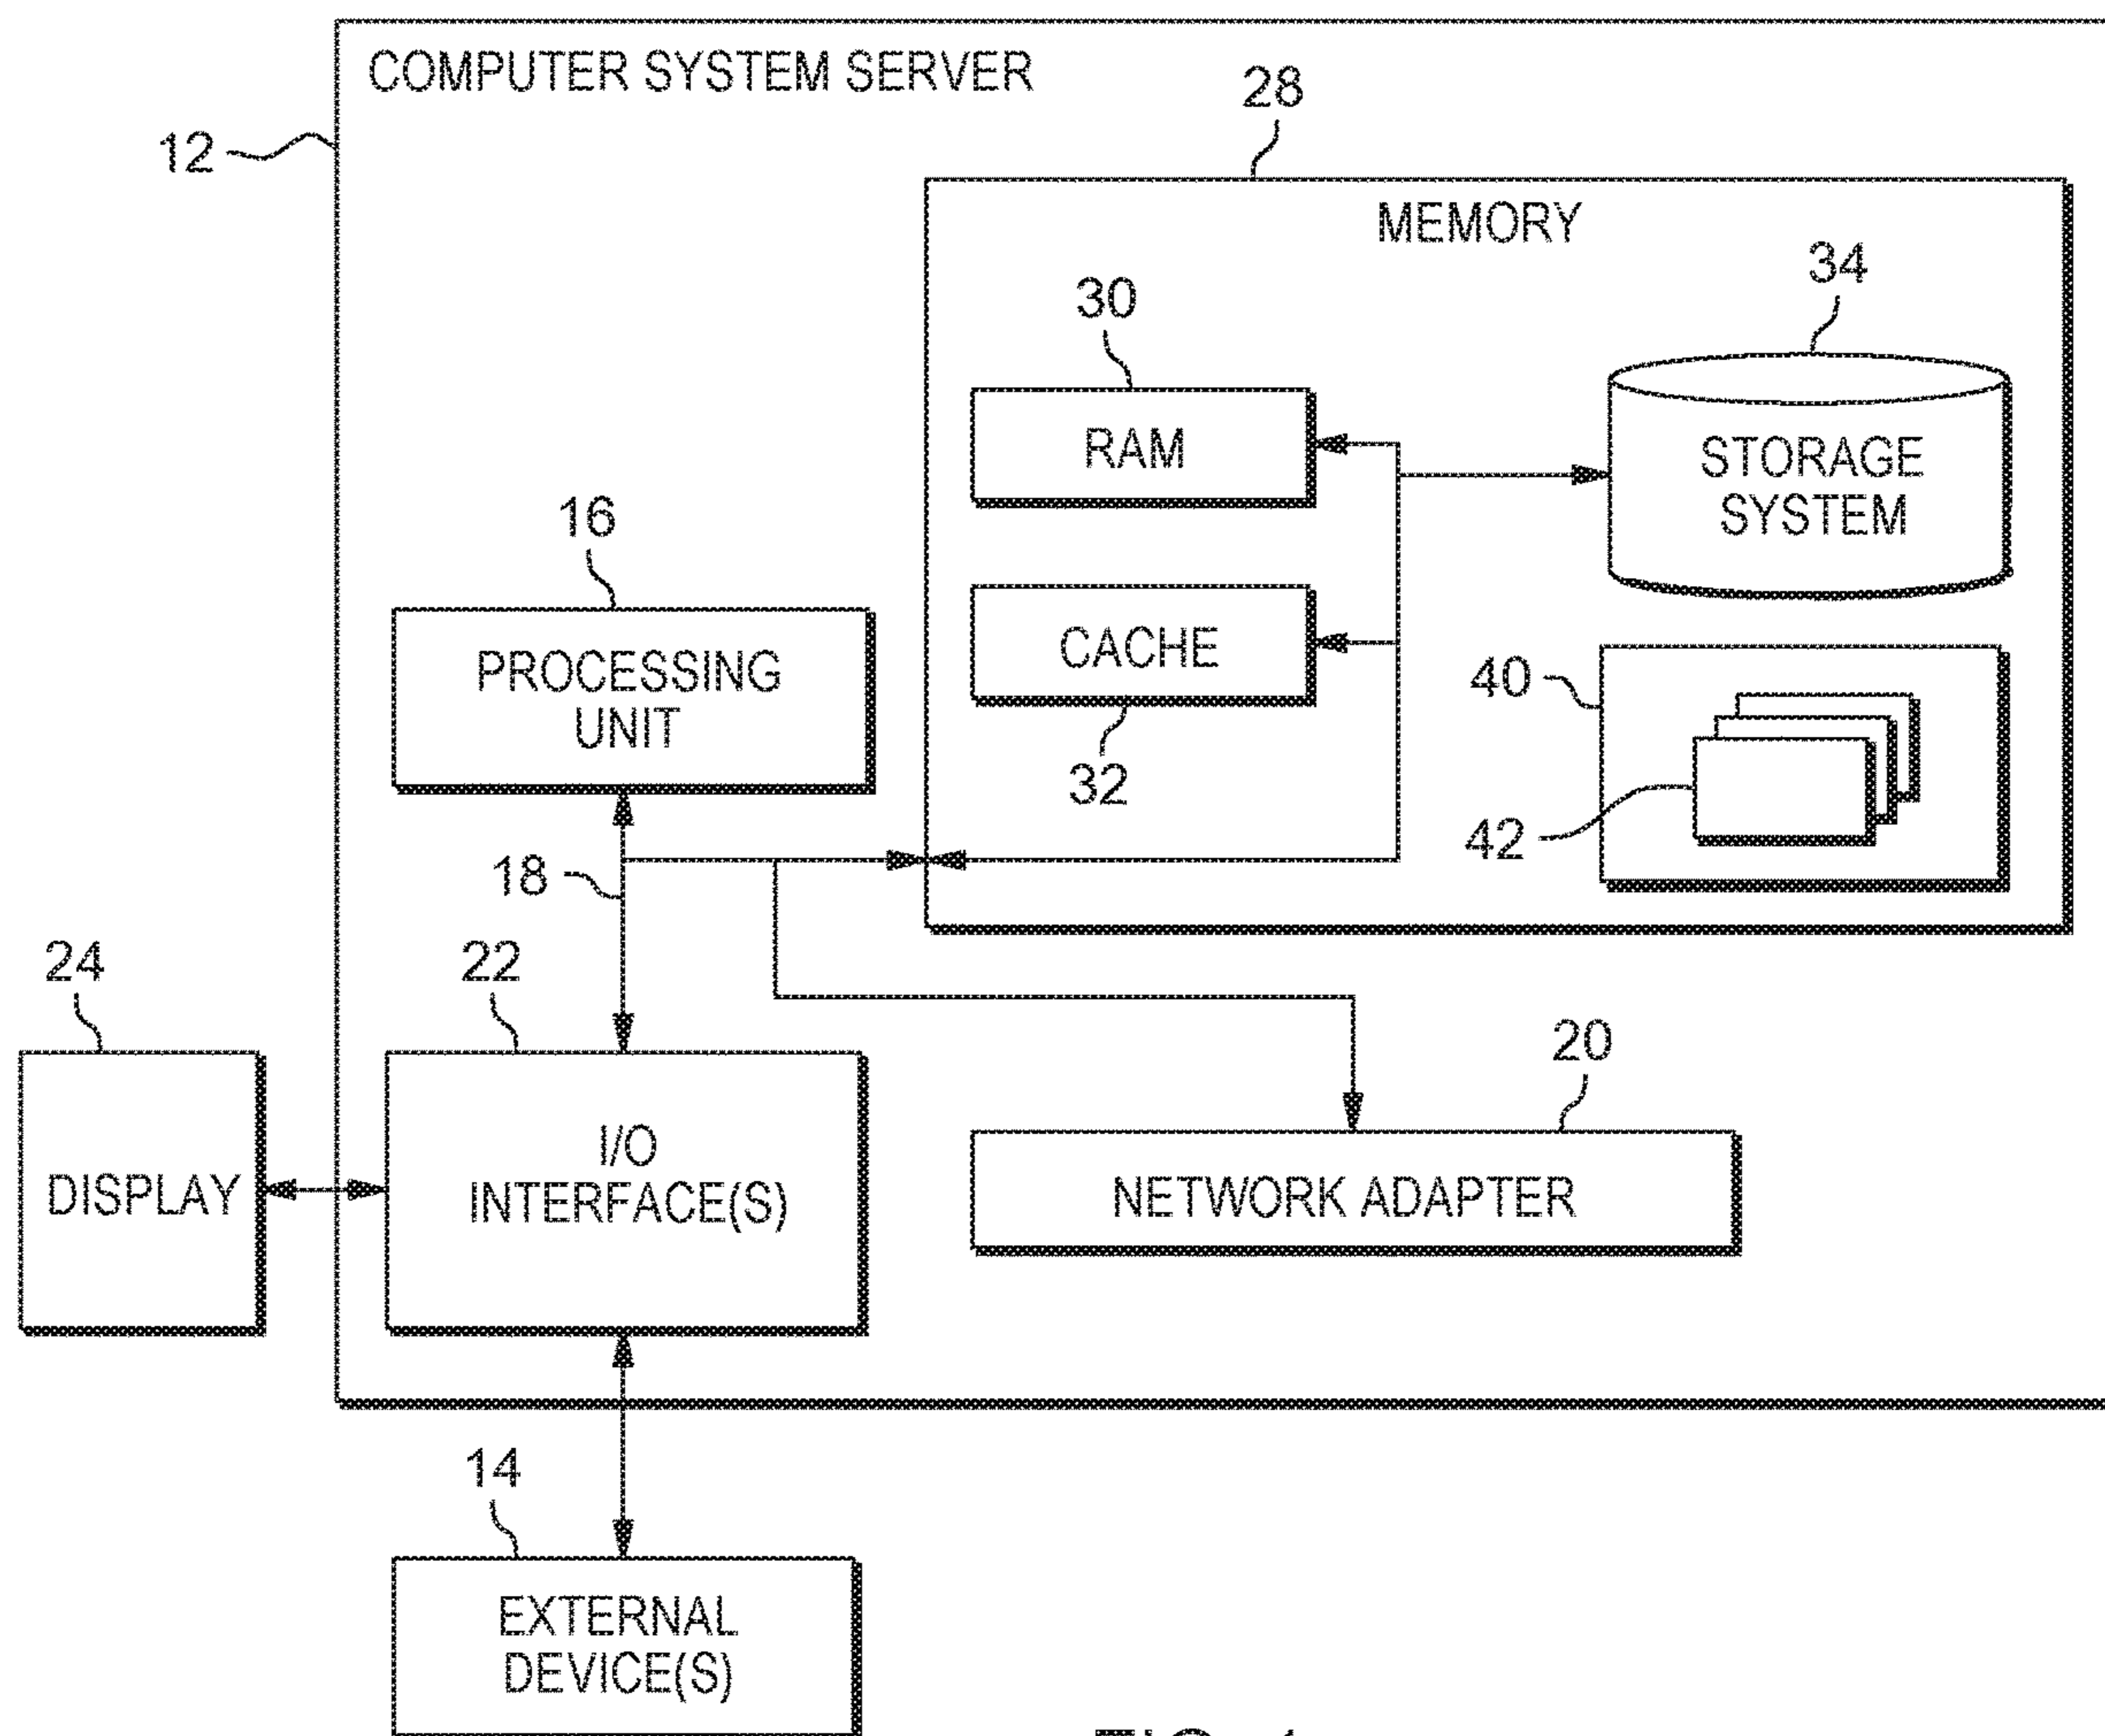 COMPUTER SYSTEM SERVER
12
28
MEMORY
30
34
RAM
STORAGE
SYSTEM
16
PROCESSING
UNIT
CACHE
32
40
42
18
24
22
20
DISPLAY
I/O
INTERFACE(S)
NETWORK ADAPTER
14
EXTERNAL
DEVICE(S)